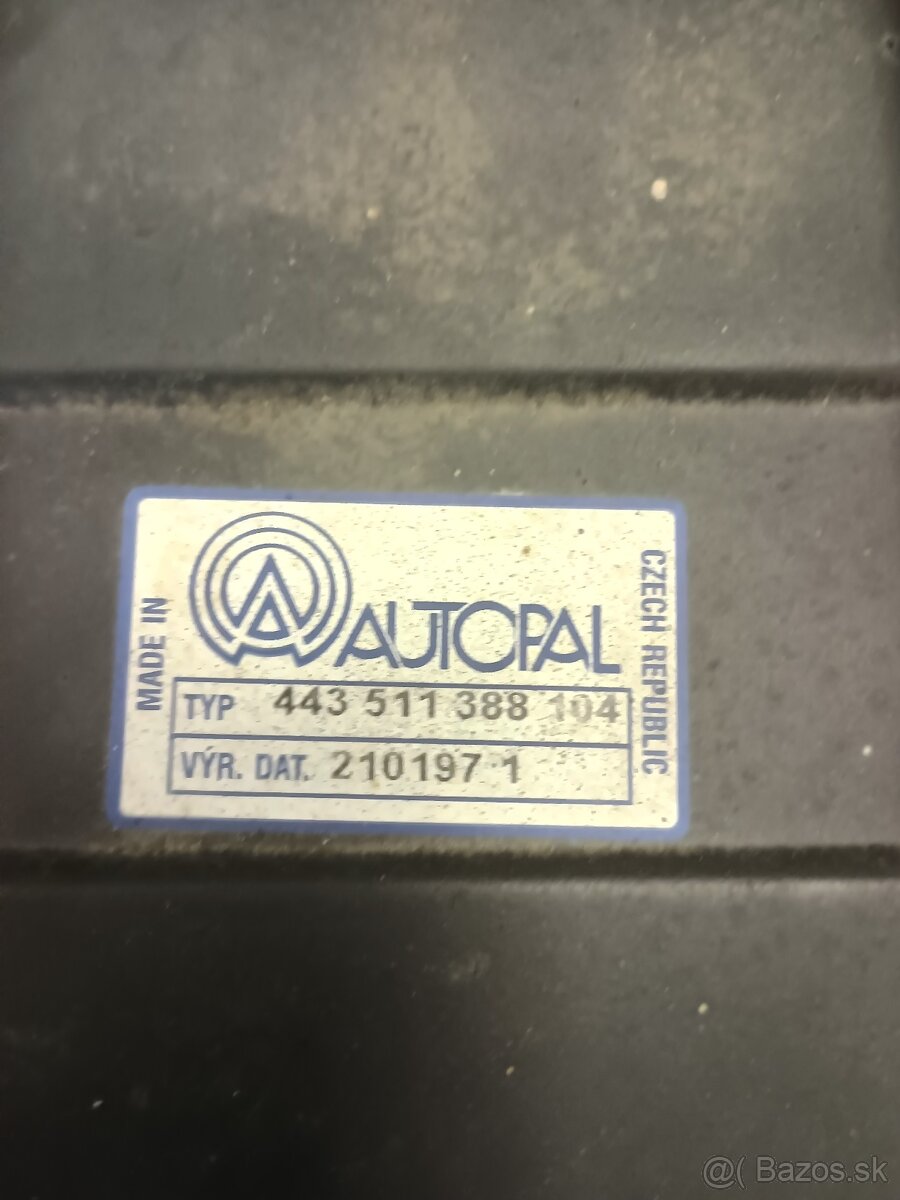 MADE IN
AUTOPAL
CZECH REPUBLIC
TYP 443 511 388 104
VÝR. DAT. 210197 1
@( Bazos.sk